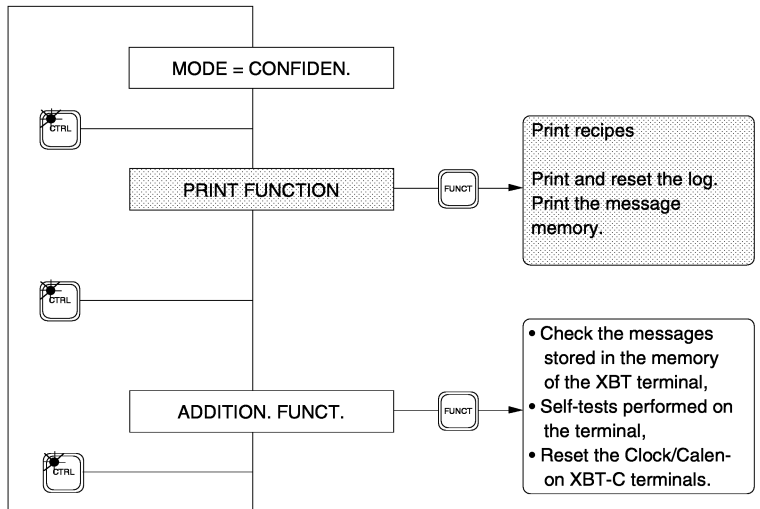 MODE = CONFIDEN.
CTRL
PRINT FUNCTION
FUNCT
Print recipes
Print and reset the log.
Print the message
memory.
CTRL
ADDITION. FUNCT.
FUNCT
• Check the messages
stored in the memory
of the XBT terminal,
• Self-tests performed on
the terminal,
• Reset the Clock/Calen-
on XBT-C terminals.
CTRL